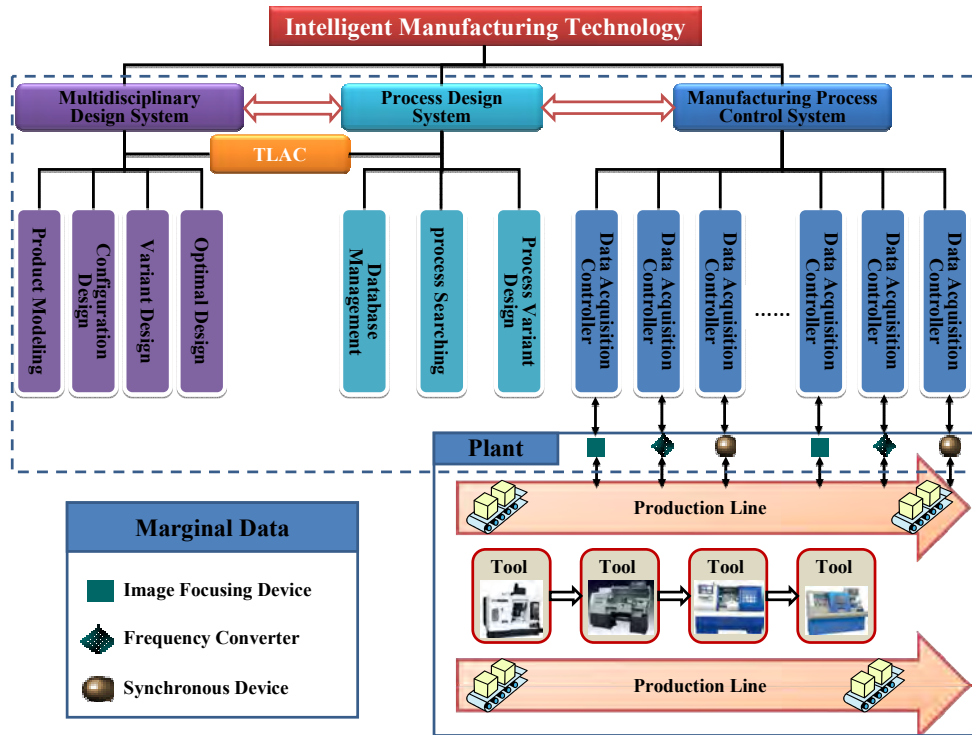 Intelligent Manufacturing Technology
Multidisciplinary
Design System
Process Design
System
Manufacturing Process
Control System
TLAC
Product Modeling
Configuration
Design
Variant Design
Optimal Design
Database
Management
process Searching
Process Variant
Design
Data Acquisition
Controller
Data Acquisition
Controller
Data Acquisition
Controller
......
Data Acquisition
Controller
Data Acquisition
Controller
Data Acquisition
Controller
Plant
Production Line
Tool
Tool
Tool
Tool
Production Line
Marginal Data
Image Focusing Device
Frequency Converter
Synchronous Device